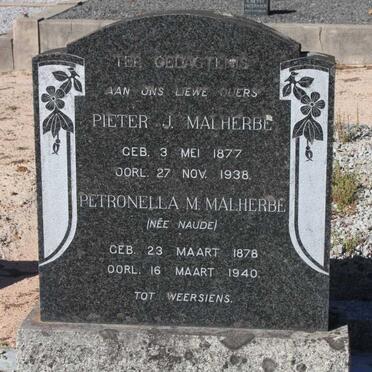 TER GEDAGTENIS
AAN ONS LIEWE OUERS
PIETER J. MALHERBE
GEB. 3 MEI 1877
OORL. 27 NOV. 1938.
PETRONELLA M. MALHERBE
(NÉE NAUDE)
GEB. 23 MAART 1878
OORL. 16 MAART 1940.
TOT WEERSIENS.